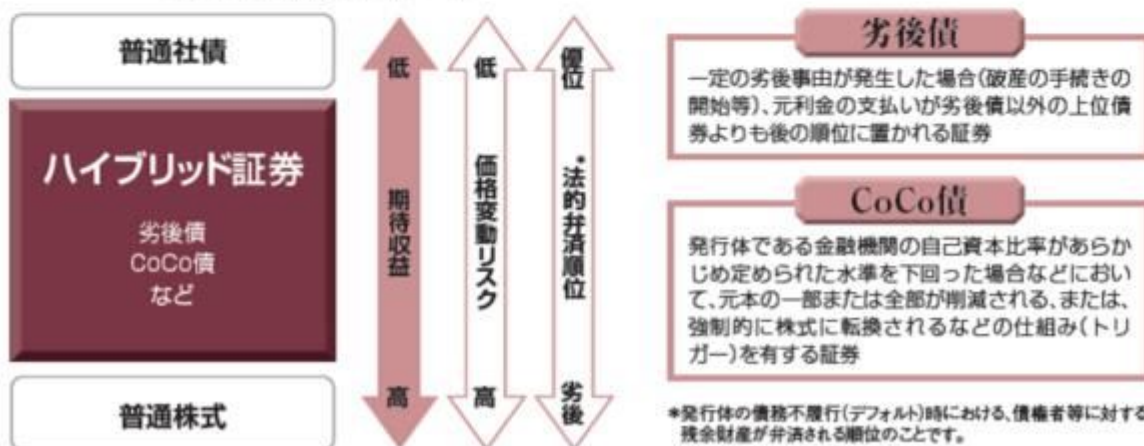 普通社債
ハイブリッド証券
劣後債
CoCo債
など
普通株式
低
期待収益
高
低
価格変動リスク
高
優位
*法的弁済順位
劣後
劣後債
一定の劣後事由が発生した場合(破産の手続きの
開始等)、元利金の支払いが劣後債以外の上位債
券よりも後の順位に置かれる証券
CoCo債
発行体である金融機関の自己資本比率があらか
じめ定められた水準を下回った場合などにおい
て、元本の一部または全部が削減される、または、
強制的に株式に転換されるなどの仕組み(トリ
ガー)を有する証券
*発行体の債務不履行(デフォルト)時における、債権者等に対する
残余財産が弁済される順位のことです。